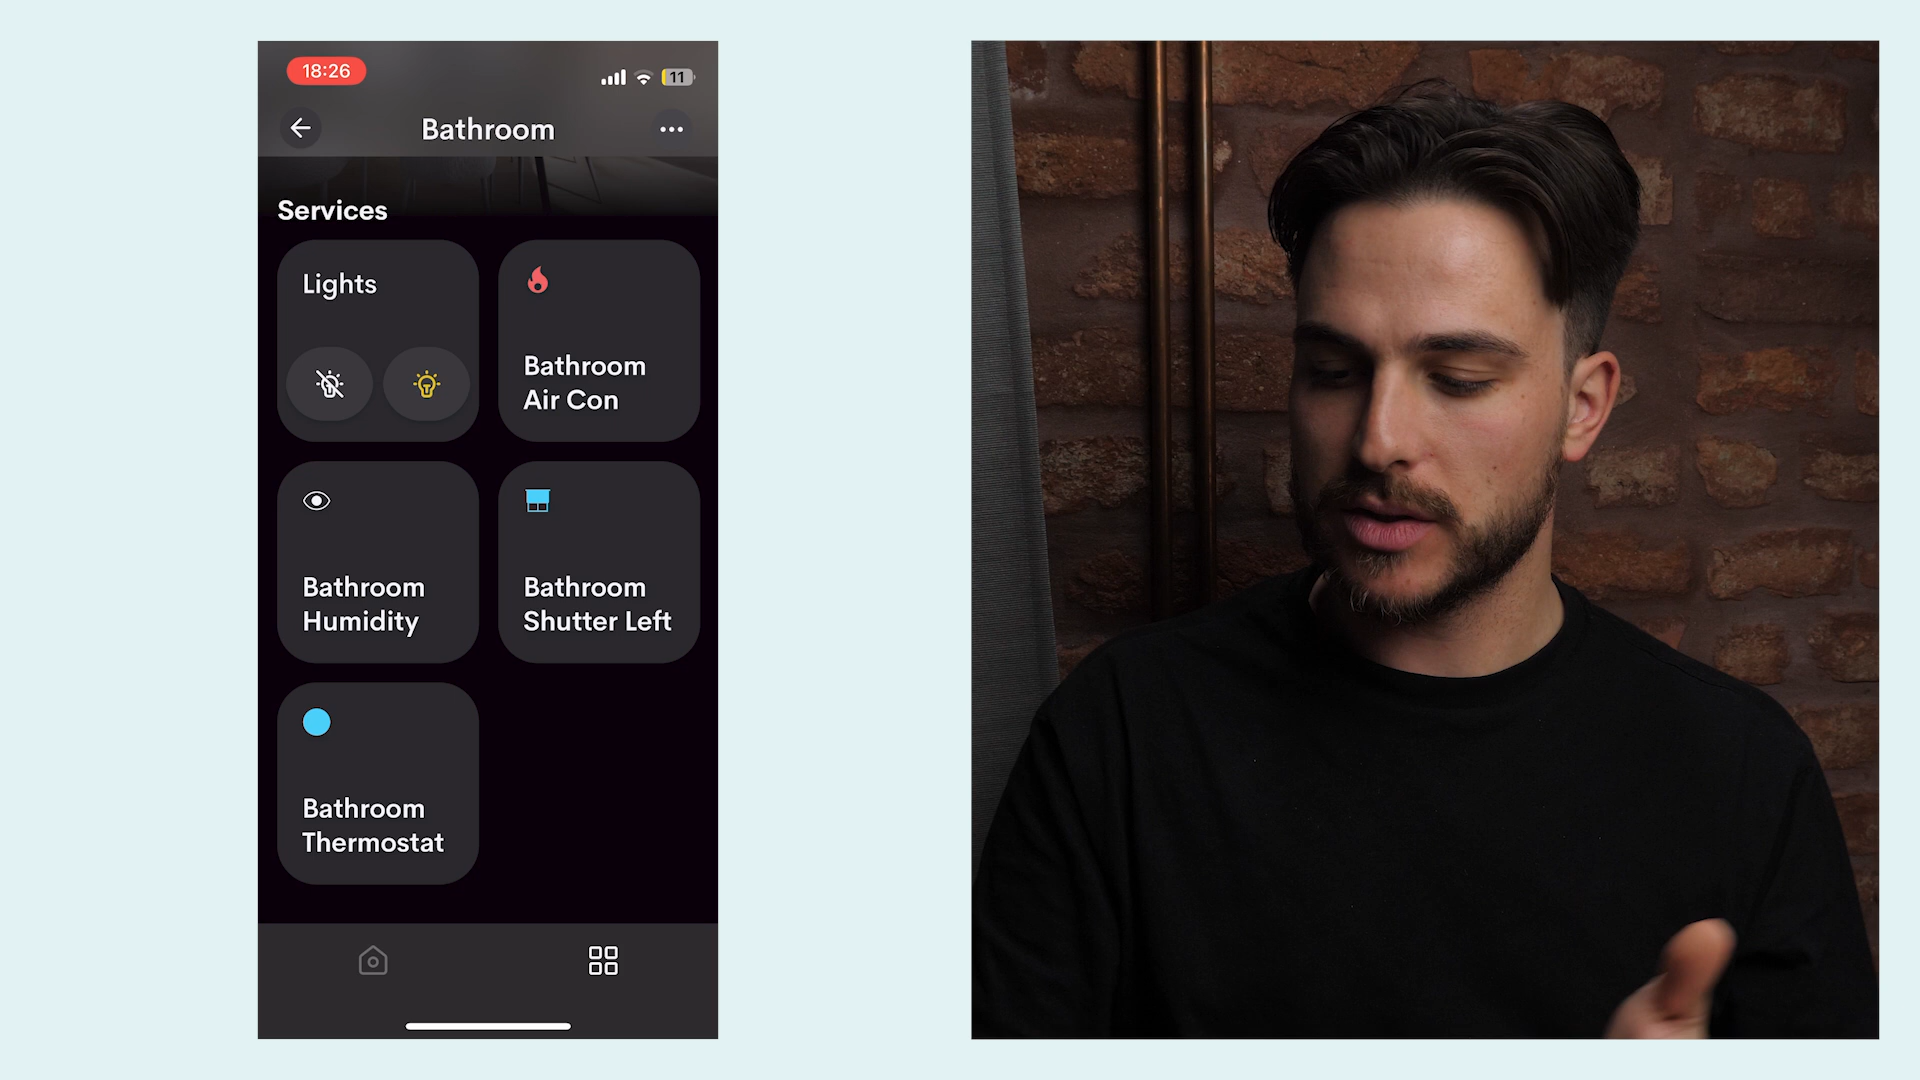 18:26
11
Bathroom
Services
Lights
Bathroom
Air Con
Bathroom
Humidity
Bathroom
Shutter Left
Bathroom
Thermostat